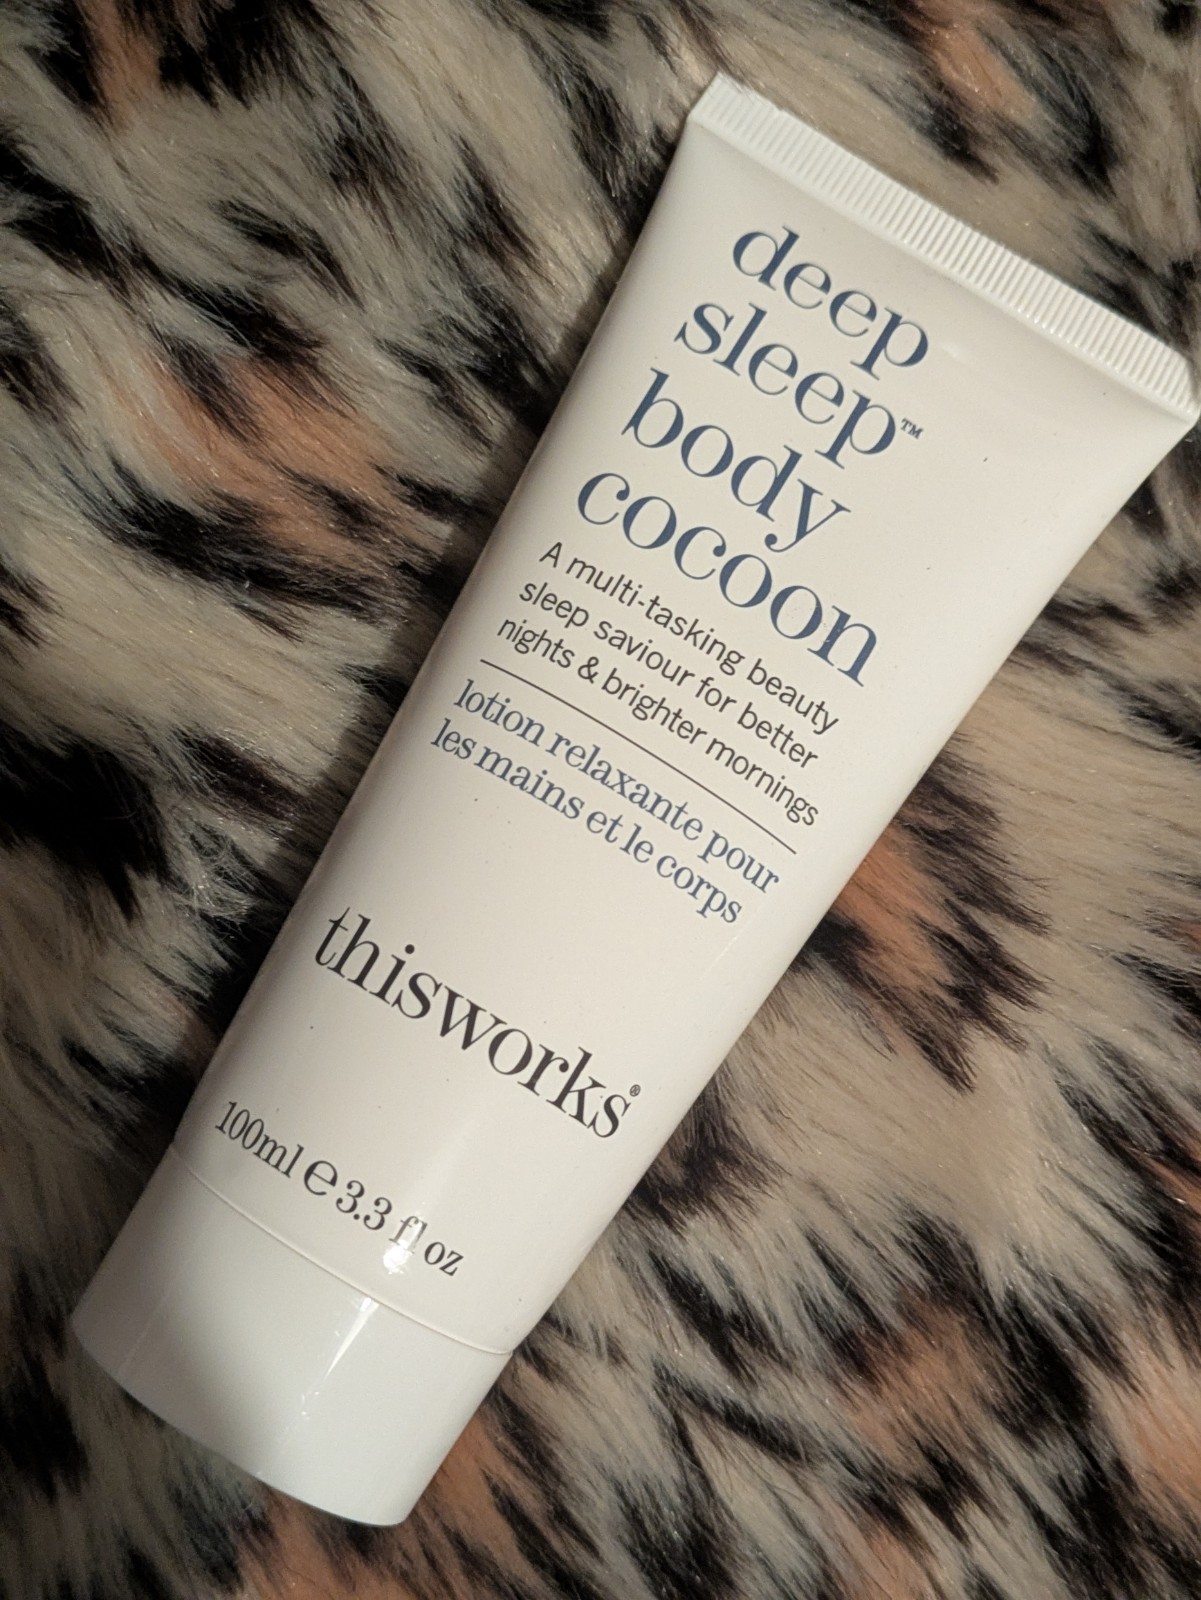 deep
sleep™
body
cocoon
A multi-tasking beauty
sleep saviour for better
nights & brighter mornings
lotion relaxante pour
les mains et le corps
thisworks®
100ml ℮ 3.3 fl oz